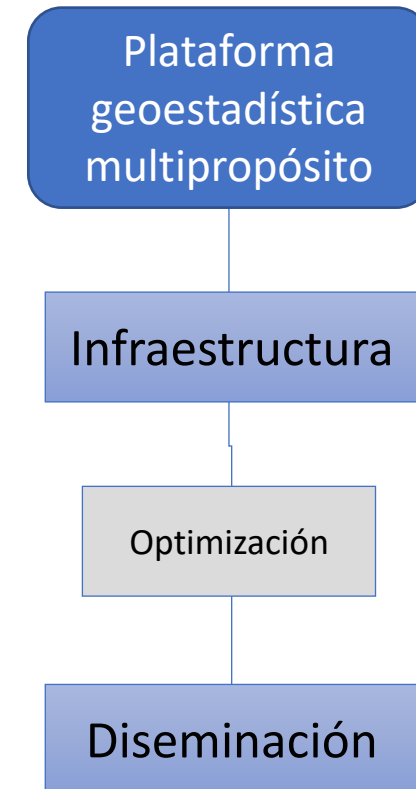 Plataforma
geoestadística
multipropósito
Infraestructura
Optimización
Diseminación